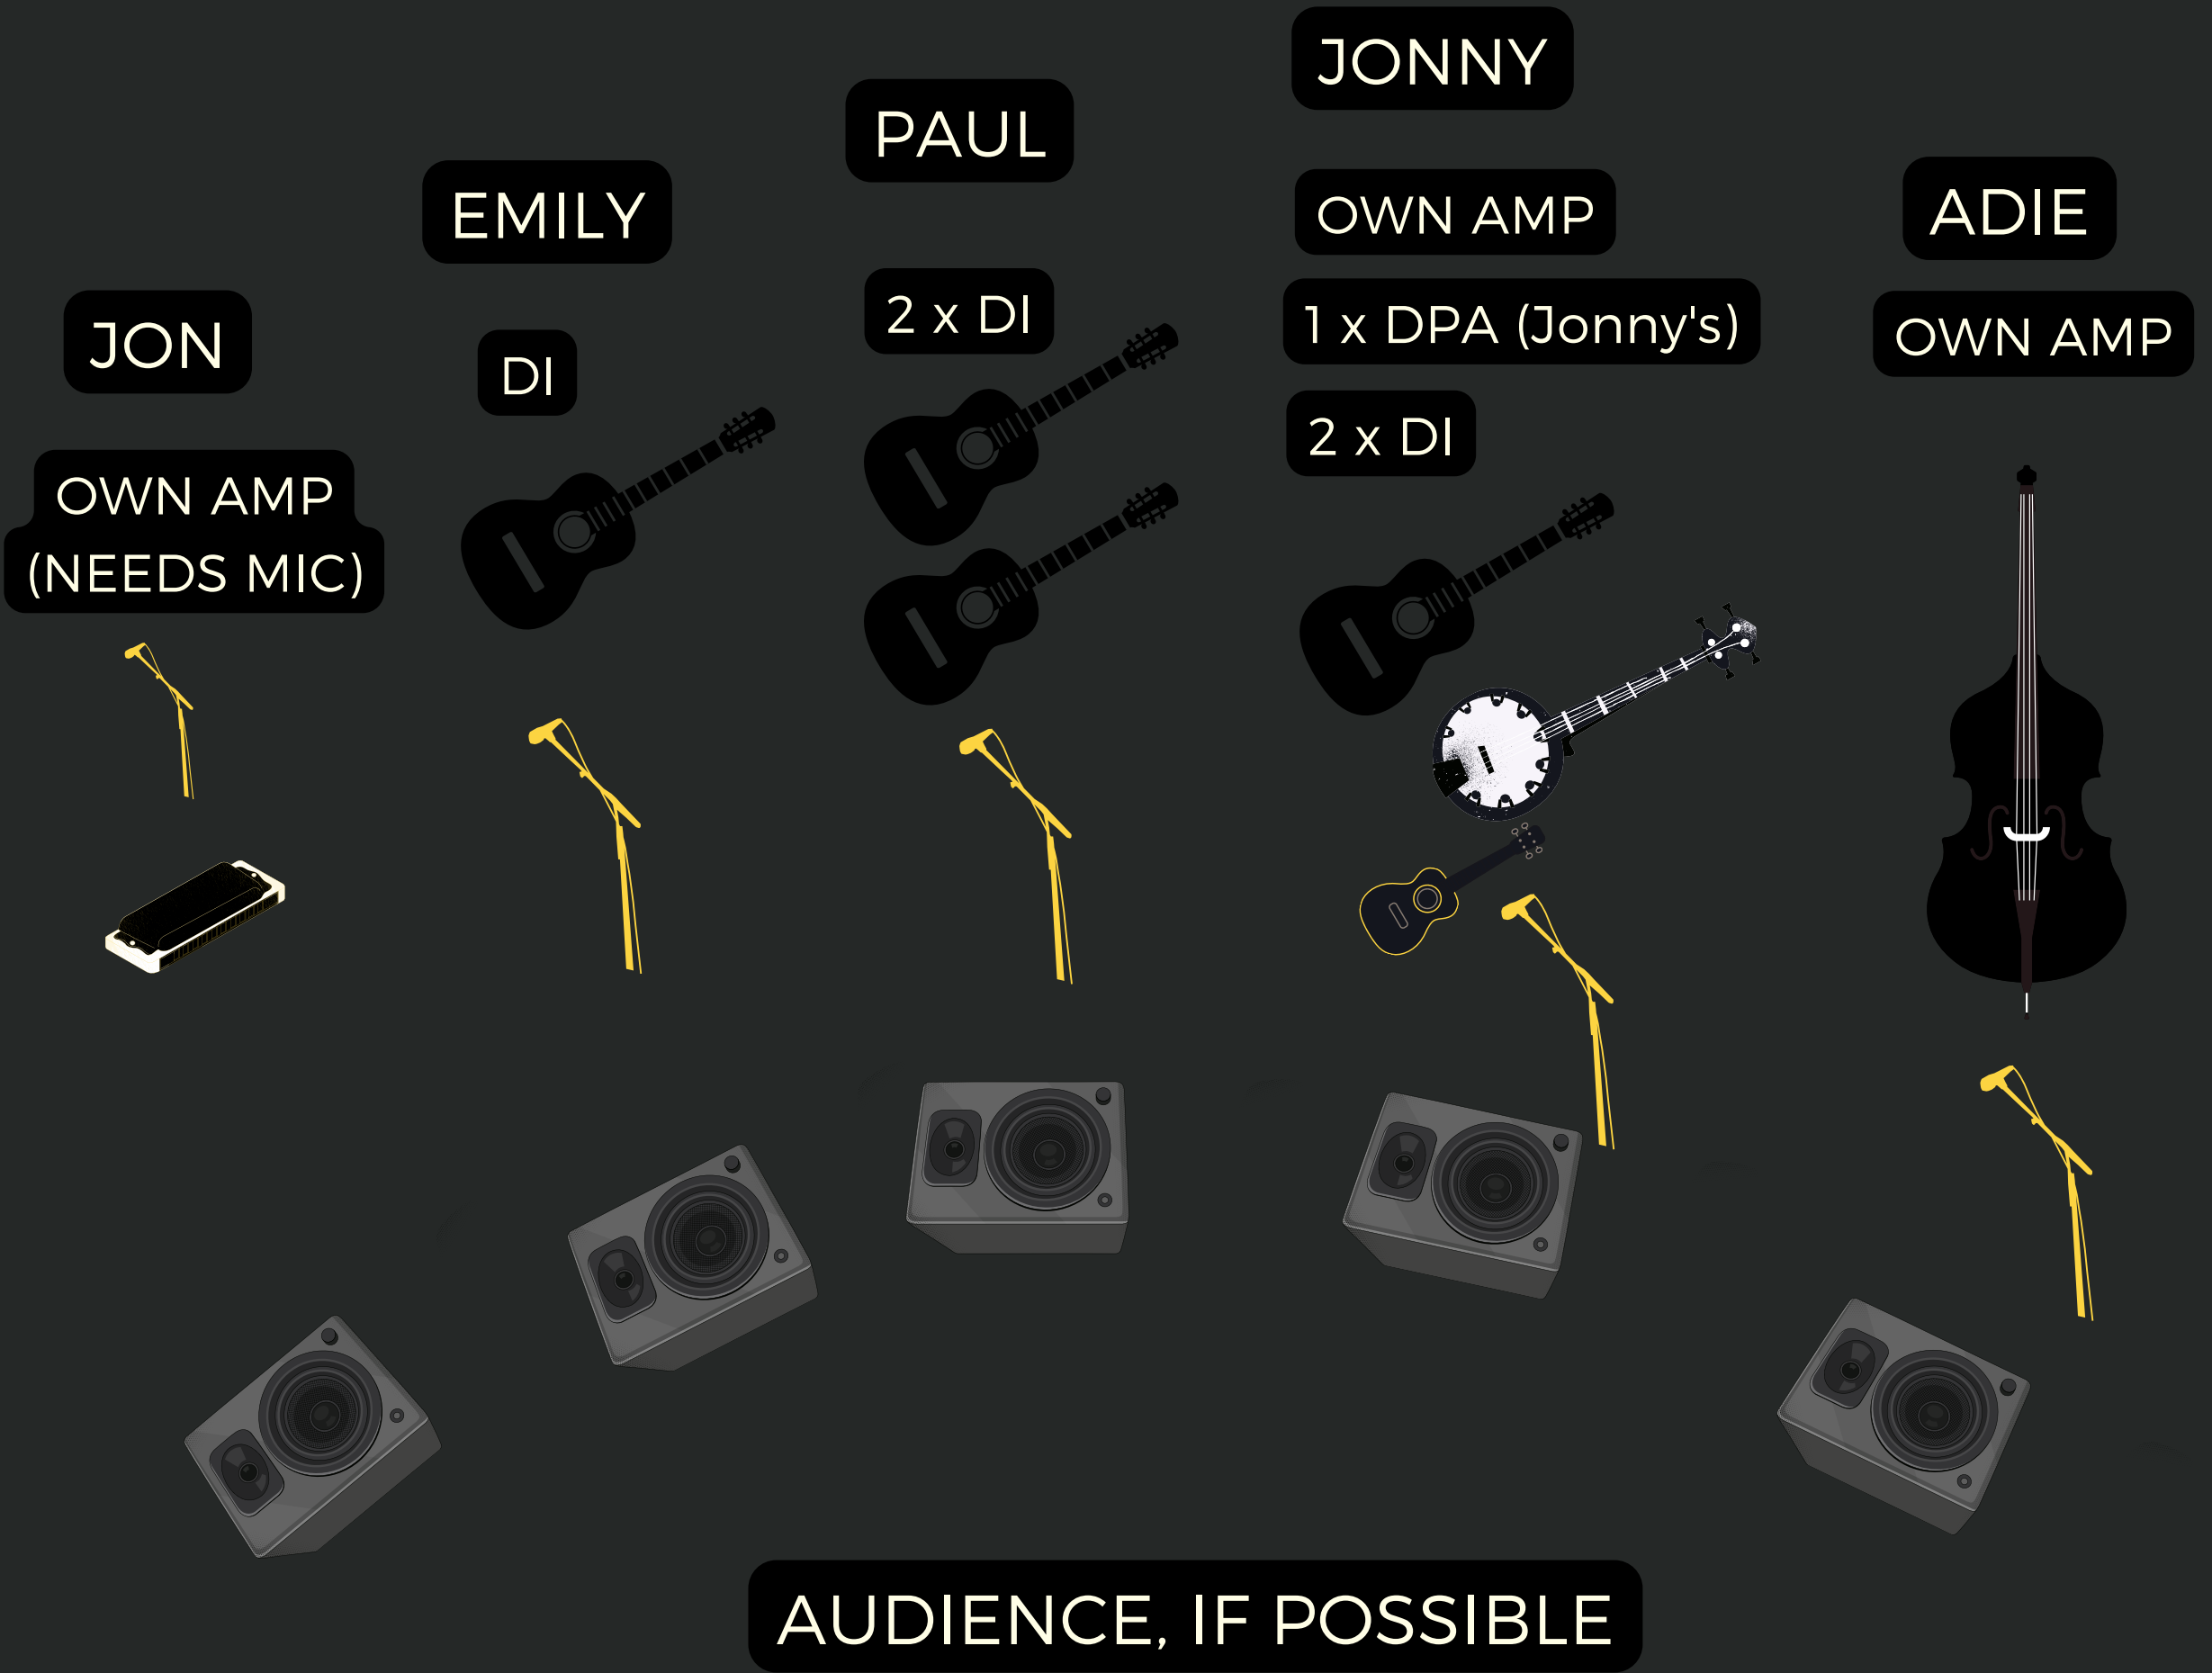 JON
OWN AMP
(NEEDS MIC)
EMILY
DI
PAUL
2 x DI
JONNY
OWN AMP
1 x DPA (Jonny's)
2 x DI
ADIE
OWN AMP
AUDIENCE, IF POSSIBLE